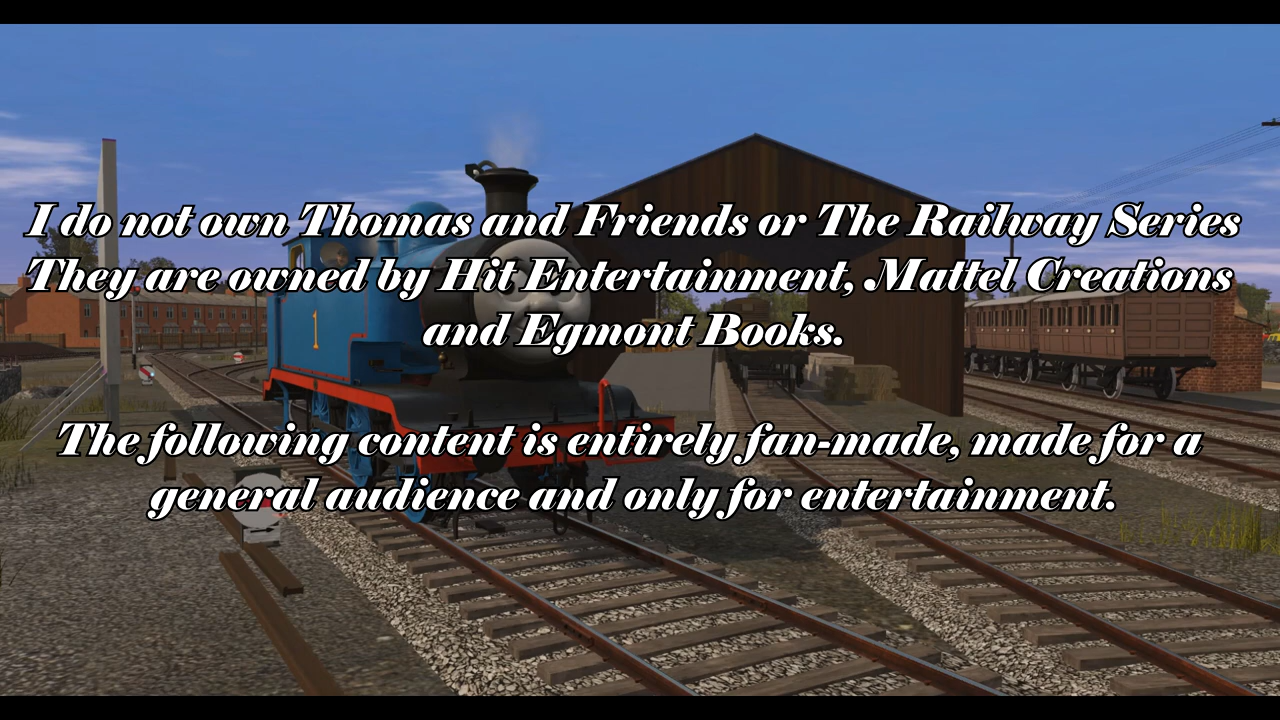 I do not own Thomas and Friends or The Railway Series
They are owned by Hit Entertainment, Mattel Creations
and Egmont Books.
The following content is entirely fan-made, made for a
general audience and only for entertainment.
1